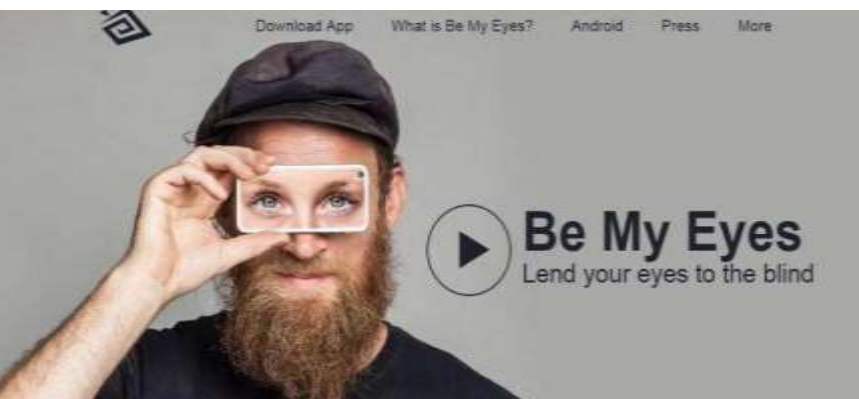 Download App What is Be My Eyes? Android Press More
Be My Eyes
Lend your eyes to the blind